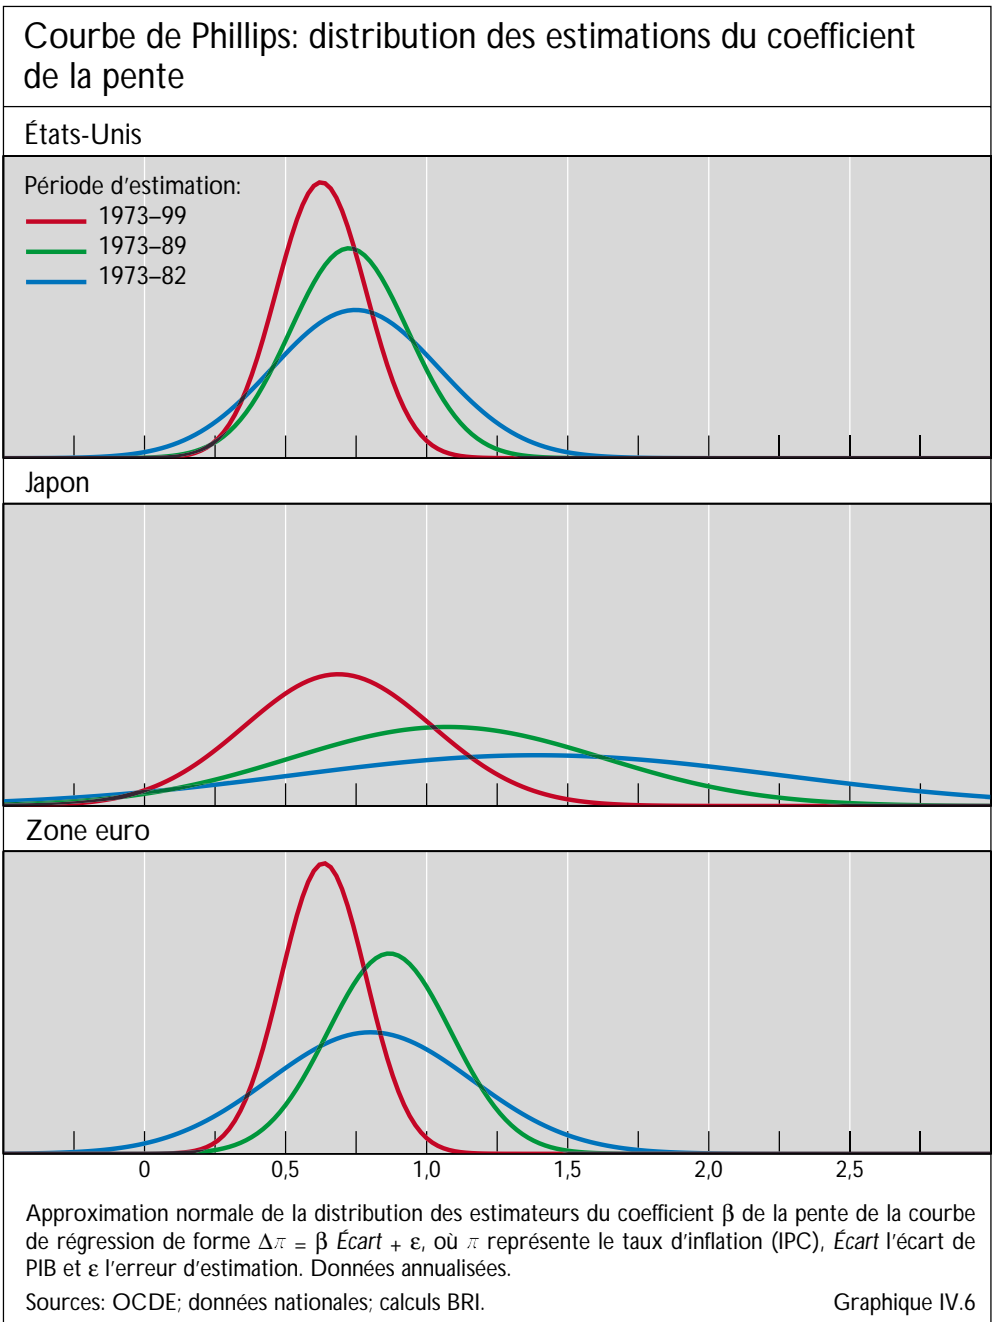 Courbe de Phillips: distribution des estimations du coefficient
de la pente
États-Unis
Période d'estimation:
1973–99
1973–89
1973–82
Japon
Zone euro
0 0,5 1,0 1,5 2,0 2,5
Approximation normale de la distribution des estimateurs du coefficient β de la pente de la courbe
de régression de forme Δπ = β Écart + ε, où π représente le taux d'inflation (IPC), Écart l'écart de
PIB et ε l'erreur d'estimation. Données annualisées.
Sources: OCDE; données nationales; calculs BRI. Graphique IV.6